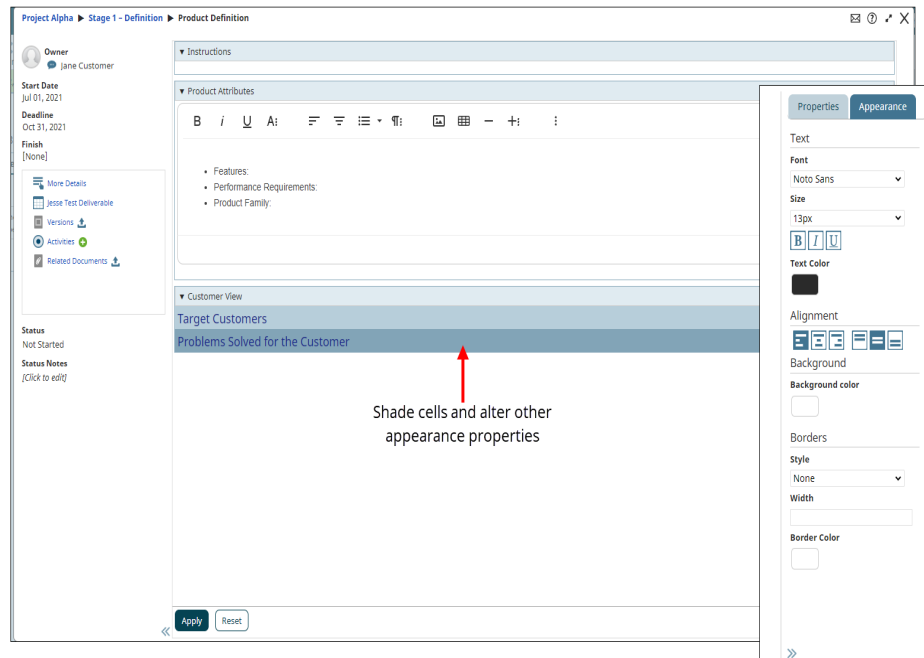 Project Alpha ▶ Stage 1 – Definition ▶ Product Definition
Owner
Jane Customer
Start Date
Jul 01, 2021
Deadline
Oct 31, 2021
Finish
[None]
More Details
Jesse Test Deliverable
Versions
Activities
Related Documents
Status
Not Started
Status Notes
[Click to edit]
▼ Instructions
▼ Product Attributes
B i U A
• Features:
• Performance Requirements:
• Product Family:
▼ Customer View
Target Customers
Problems Solved for the Customer
Shade cells and alter other
appearance properties
Apply Reset
Properties Appearance
Text
Font
Noto Sans
Size
13px
B I U
Text Color
Alignment
Background
Background color
Borders
Style
None
Width
Border Color